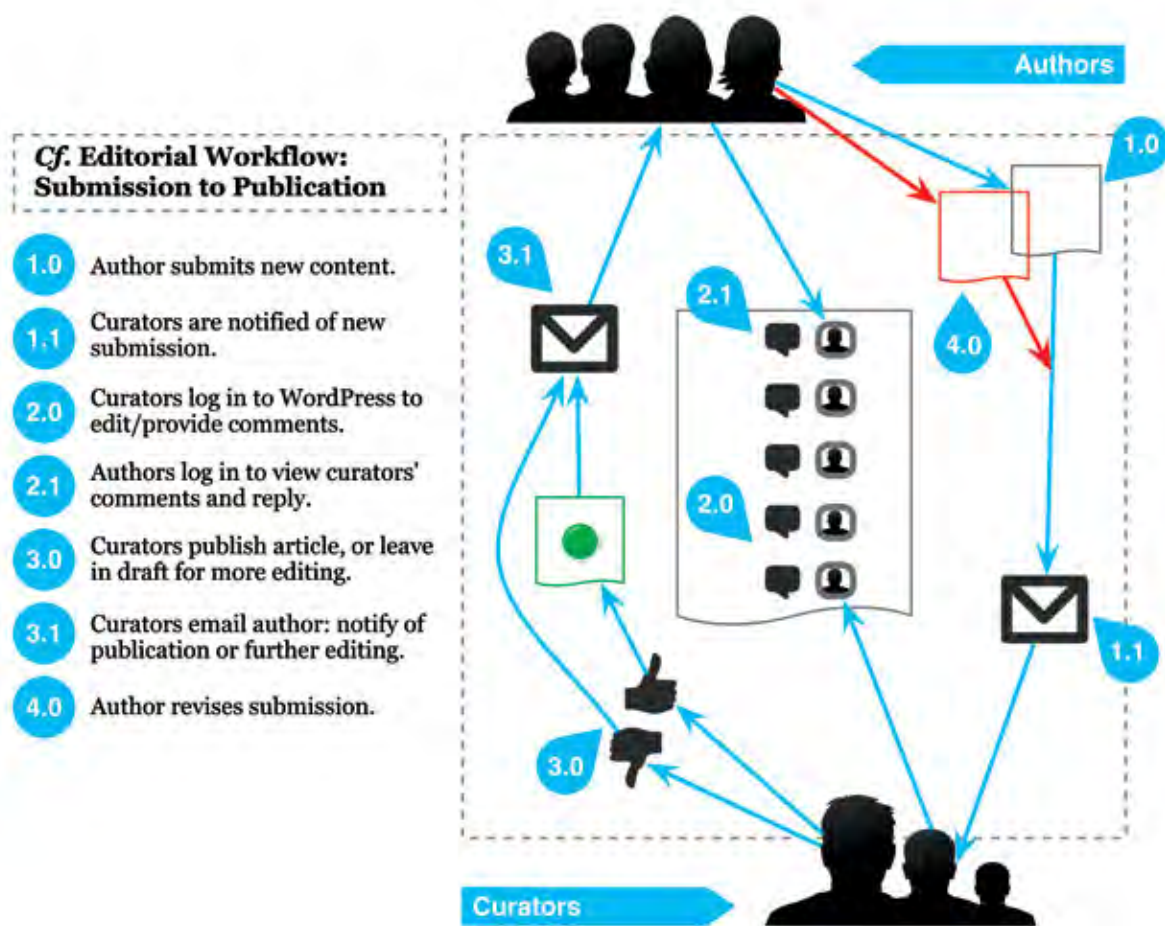 Authors
Cf. Editorial Workflow:
Submission to Publication
1.0 Author submits new content.
1.1 Curators are notified of new
submission.
2.0 Curators log in to WordPress to
edit/provide comments.
2.1 Authors log in to view curators'
comments and reply.
3.0 Curators publish article, or leave
in draft for more editing.
3.1 Curators email author: notify of
publication or further editing.
4.0 Author revises submission.
1.0
3.1
2.1
4.0
2.0
1.1
3.0
Curators